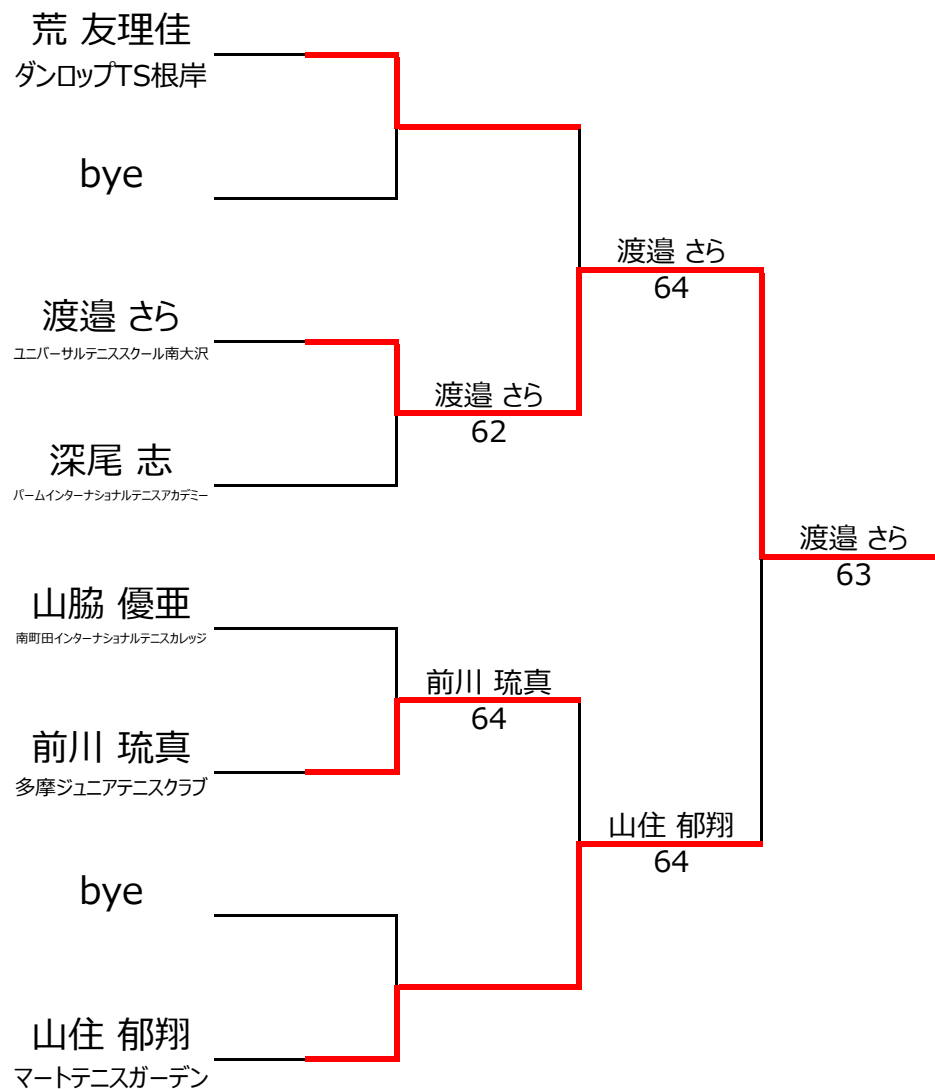 荒 友理佳
ダンロップTS根岸
bye
渡邉 さら
ユニバーサルテニススクール南大沢
深尾 志
パームインターナショナルテニスアカデミー
山脇 優亜
南町田インターナショナルテニスカレッジ
前川 琉真
多摩ジュニアテニスクラブ
bye
山住 郁翔
マートテニスガーデン
渡邉 さら
62
前川 琉真
64
渡邉 さら
64
山住 郁翔
64
渡邉 さら
63